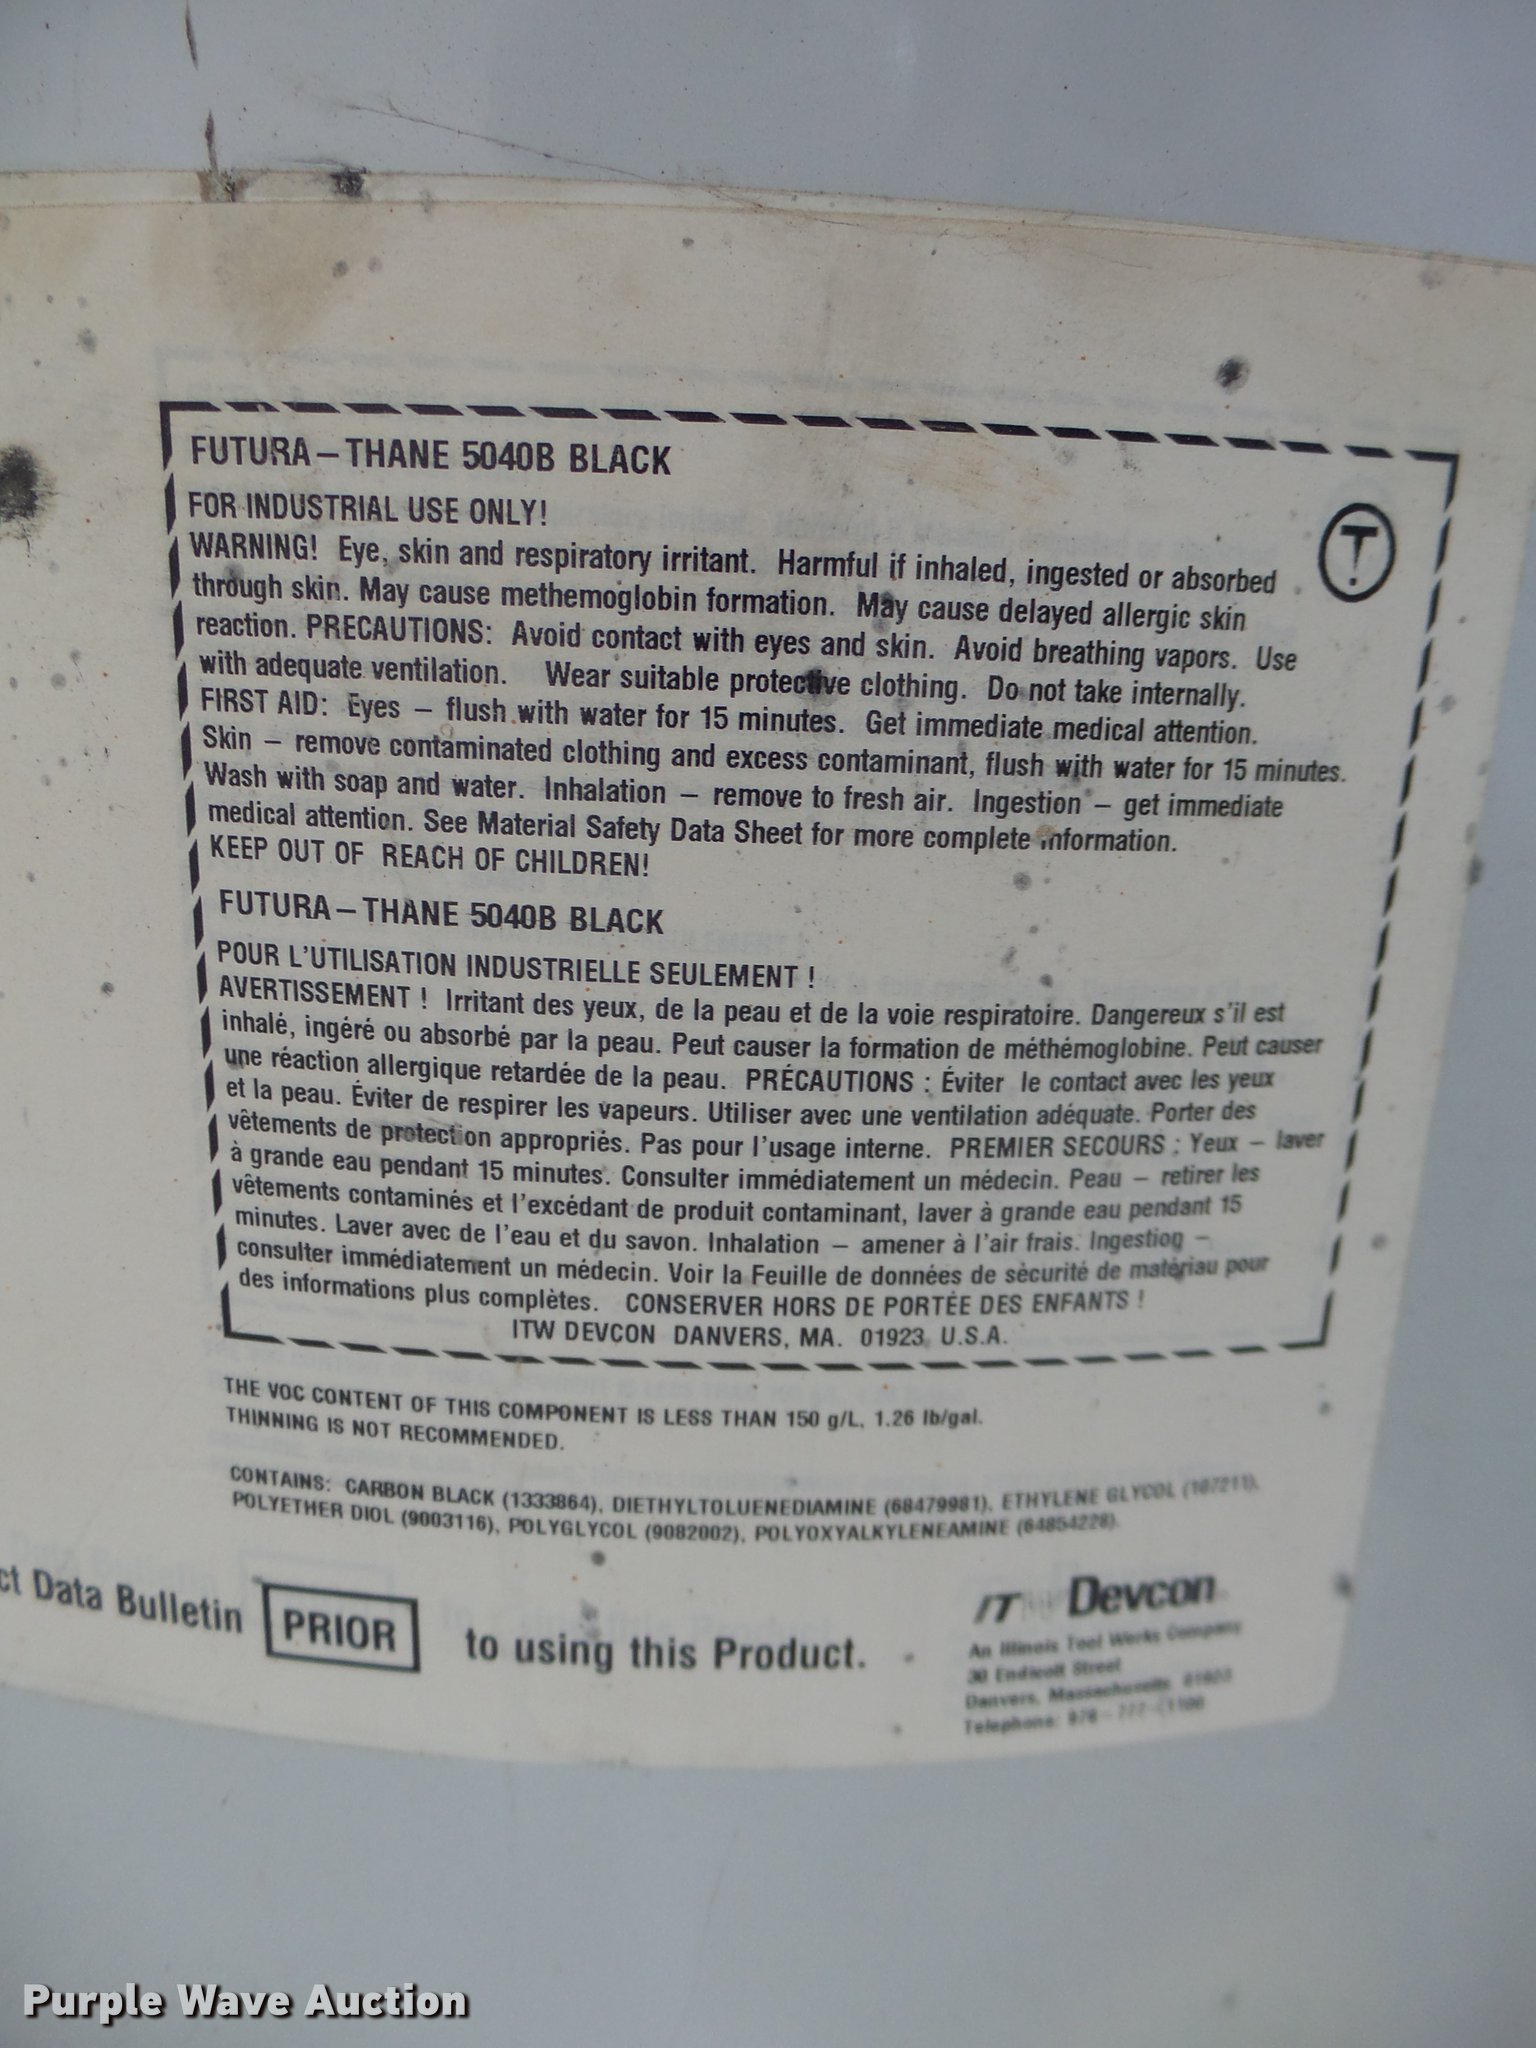 FUTURA – THANE 5040B BLACK
FOR INDUSTRIAL USE ONLY!
WARNING! Eye, skin and respiratory irritant. Harmful if inhaled, ingested or absorbed
through skin. May cause methemoglobin formation. May cause delayed allergic skin
reaction. PRECAUTIONS: Avoid contact with eyes and skin. Avoid breathing vapors. Use
with adequate ventilation. Wear suitable protective clothing. Do not take internally.
FIRST AID: Eyes – flush with water for 15 minutes. Get immediate medical attention.
Skin – remove contaminated clothing and excess contaminant, flush with water for 15 minutes.
Wash with soap and water. Inhalation – remove to fresh air. Ingestion – get immediate
medical attention. See Material Safety Data Sheet for more complete information.
KEEP OUT OF REACH OF CHILDREN!
T!
FUTURA – THANE 5040B BLACK
POUR L'UTILISATION INDUSTRIELLE SEULEMENT !
AVERTISSEMENT ! Irritant des yeux, de la peau et de la voie respiratoire. Dangereux s'il est
inhalé, ingéré ou absorbé par la peau. Peut causer la formation de méthémoglobine. Peut causer
une réaction allergique retardée de la peau. PRÉCAUTIONS : Éviter le contact avec les yeux
et la peau. Éviter de respirer les vapeurs. Utiliser avec une ventilation adéquate. Porter des
vêtements de protection appropriés. Pas pour l'usage interne. PREMIER SECOURS : Yeux – laver
à grande eau pendant 15 minutes. Consulter immédiatement un médecin. Peau – retirer les
vêtements contaminés et l'excédant de produit contaminant, laver à grande eau pendant 15
minutes. Laver avec de l'eau et du savon. Inhalation – amener à l'air frais. Ingestion –
consulter immédiatement un médecin. Voir la Feuille de données de sécurité de matériau pour
des informations plus complètes. CONSERVER HORS DE PORTÉE DES ENFANTS !
ITW DEVCON DANVERS, MA. 01923 U.S.A.
THE VOC CONTENT OF THIS COMPONENT IS LESS THAN 150 g/L, 1.26 lb/gal.
THINNING IS NOT RECOMMENDED.
CONTAINS: CARBON BLACK (1333864), DIETHYLTOLUENEDIAMINE (68479981), ETHYLENE GLYCOL (107211),
POLYETHER DIOL (9003116), POLYGLYCOL (9082002), POLYOXYALKYLENEAMINE (64854228).
ct Data Bulletin PRIOR to using this Product.
IT Devcon
An Illinois Tool Works Company
30 Endicott Street
Danvers, Massachusetts 01923
Telephone: 978-777-1100
Purple Wave Auction